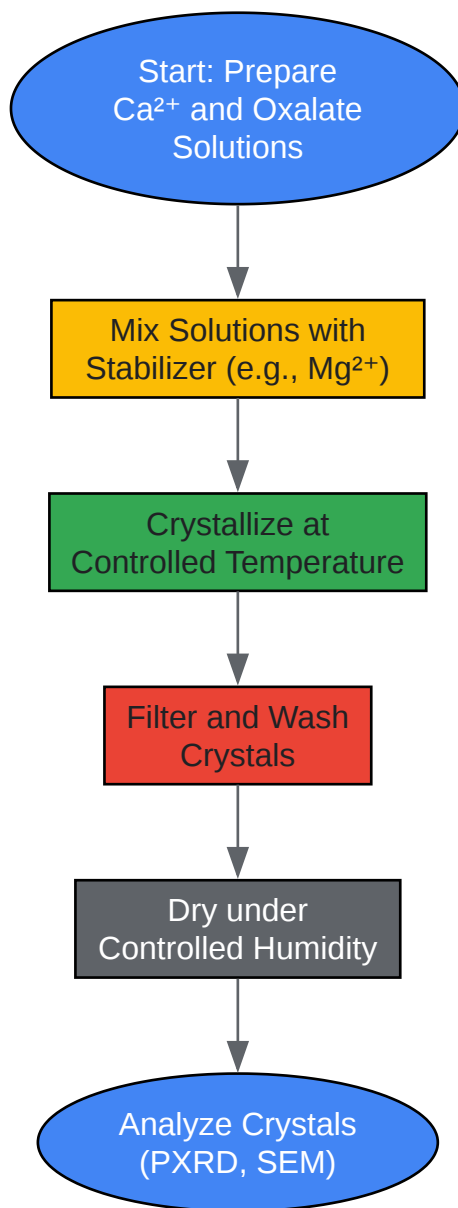 Start: Prepare
Ca²⁺ and Oxalate
Solutions
Mix Solutions with
Stabilizer (e.g., Mg²⁺)
Crystallize at
Controlled Temperature
Filter and Wash
Crystals
Dry under
Controlled Humidity
Analyze Crystals
(PXRD, SEM)